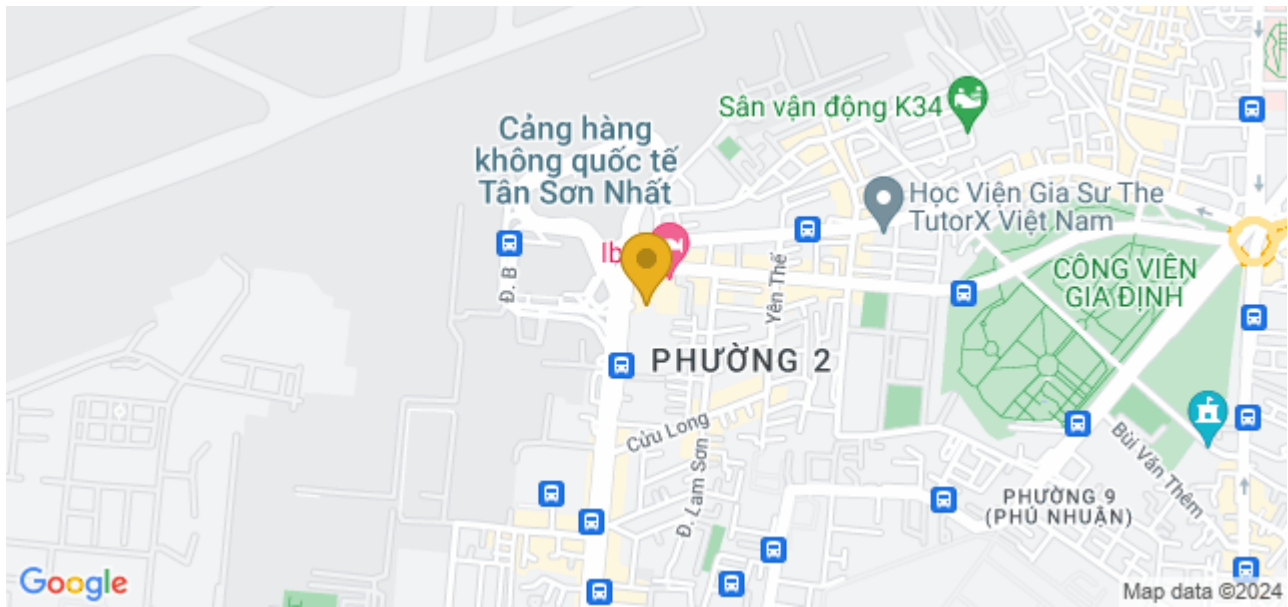 Sân vận động K34
Cảng hàng
không quốc tế
Tân Sơn Nhất
Học Viện Gia Sư The
TutorX Việt Nam
Ib
Đ. B
Yên Thế
CÔNG VIÊN
GIA ĐỊNH
PHƯỜNG 2
Cửu Long
Đ. Lam Sơn
Bùi Văn Thêm
PHƯỜNG 9
(PHÚ NHUẬN)
Google
Map data ©2024